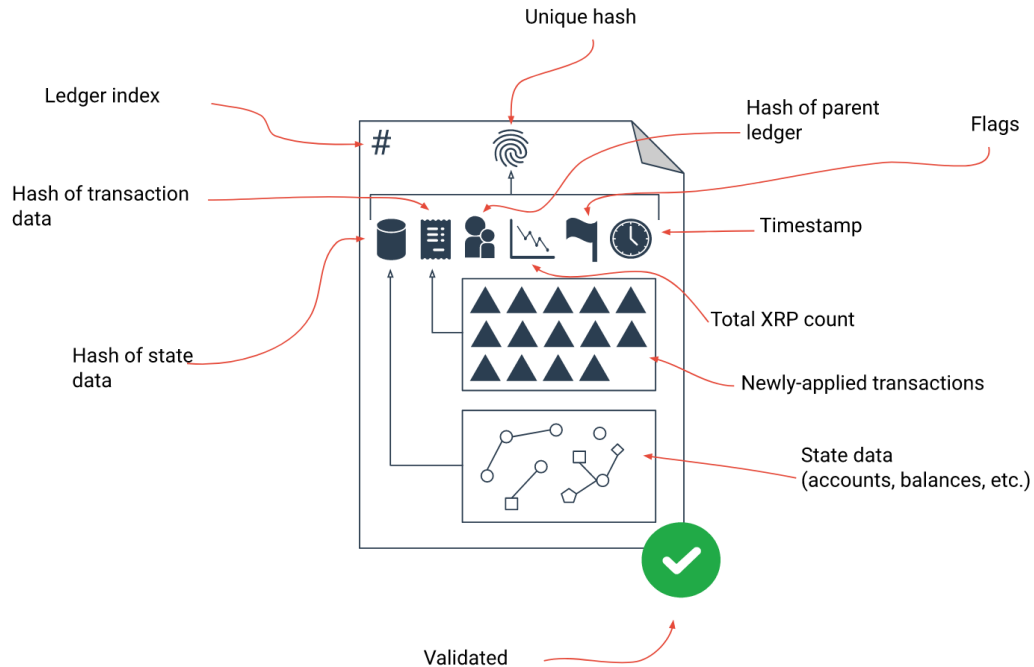 Unique hash
Ledger index
Hash of parent
ledger
Flags
#
Hash of transaction
data
Timestamp
Total XRP count
Hash of state
data
Newly-applied transactions
State data
(accounts, balances, etc.)
Validated